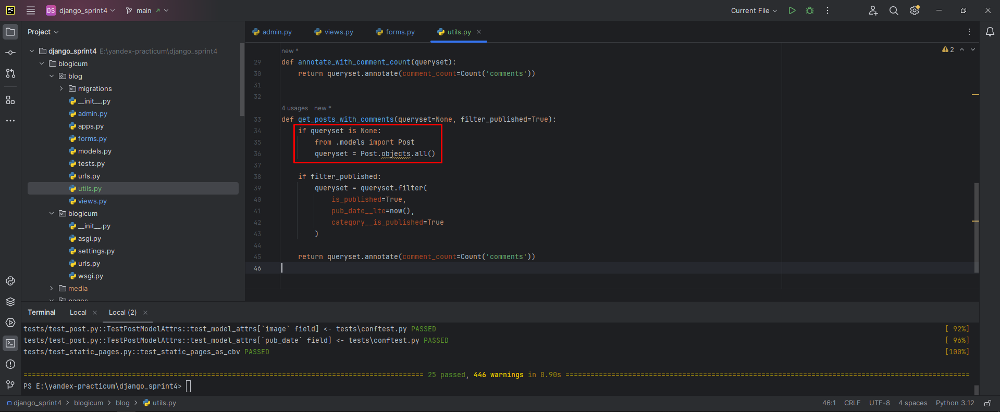 PC DS django_sprint4 main Current File
Project
admin.py views.py forms.py utils.py
django_sprint4 E:\yandex-practicum\django_sprint4
blogicum
blog
migrations
__init__.py
admin.py
apps.py
forms.py
models.py
tests.py
urls.py
utils.py
views.py
blogicum
__init__.py
asgi.py
settings.py
urls.py
wsgi.py
media
pages
2
new *
29 def annotate_with_comment_count(queryset):
30 return queryset.annotate(comment_count=Count('comments'))
31
32
4 usages new *
33 def get_posts_with_comments(queryset=None, filter_published=True):
34 if queryset is None:
35 from .models import Post
36 queryset = Post.objects.all()
37
38 if filter_published:
39 queryset = queryset.filter(
40 is_published=True,
41 pub_date__lte=now(),
42 category__is_published=True
43 )
44
45 return queryset.annotate(comment_count=Count('comments'))
46
Terminal Local Local (2)
tests/test_post.py::TestPostModelAttrs::test_model_attrs[`image` field] <- tests\conftest.py PASSED [ 92%]
tests/test_post.py::TestPostModelAttrs::test_model_attrs[`pub_date` field] <- tests\conftest.py PASSED [ 96%]
tests/test_static_pages.py::test_static_pages_as_cbv PASSED [100%]
================================================================================================ 25 passed, 446 warnings in 0.90s =================================================================================================
PS E:\yandex-practicum\django_sprint4>
django_sprint4 > blogicum > blog > utils.py 46:1 CRLF UTF-8 4 spaces Python 3.12